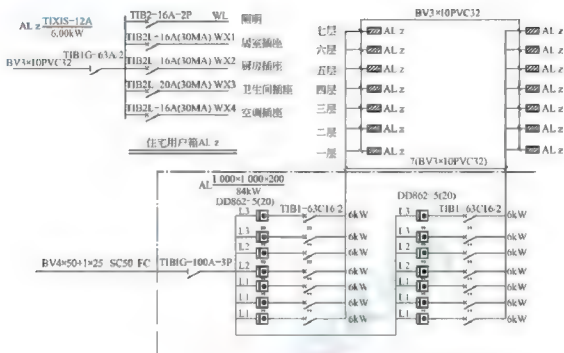 AL z TIXIS-12A
6.00kW
BV3×10PVC32 TIB1G-63A-2
TIB2-16A-2P WL 照明
TIB2L-16A(30MA) WX1 居室插座
TIB2L-16A(30MA) WX2 厨房插座
TIB2L-20A(30MA) WX3 卫生间插座
TIB2L-16A(30MA) WX4 空调插座
住宅用户箱AL z
BV3×10PVC32
七层 AL z AL z
六层 AL z AL z
五层 AL z AL z
四层 AL z AL z
三层 AL z AL z
二层 AL z AL z
一层 AL z AL z
7(BV3×10PVC32)
AL 1 000×1 000×200
84kW
DD862-5(20) DD862-5(20)
L3 TIB1-63C16-2 6kW L3 TIB1-63C16-2 6kW
L3 6kW L3 6kW
L2 6kW L2 6kW
BV4×50+1×25 SC50 FC TIB1G-100A-3P L2 6kW L2 6kW
L1 6kW L1 6kW
L1 6kW L1 6kW
L1 6kW L1 6kW